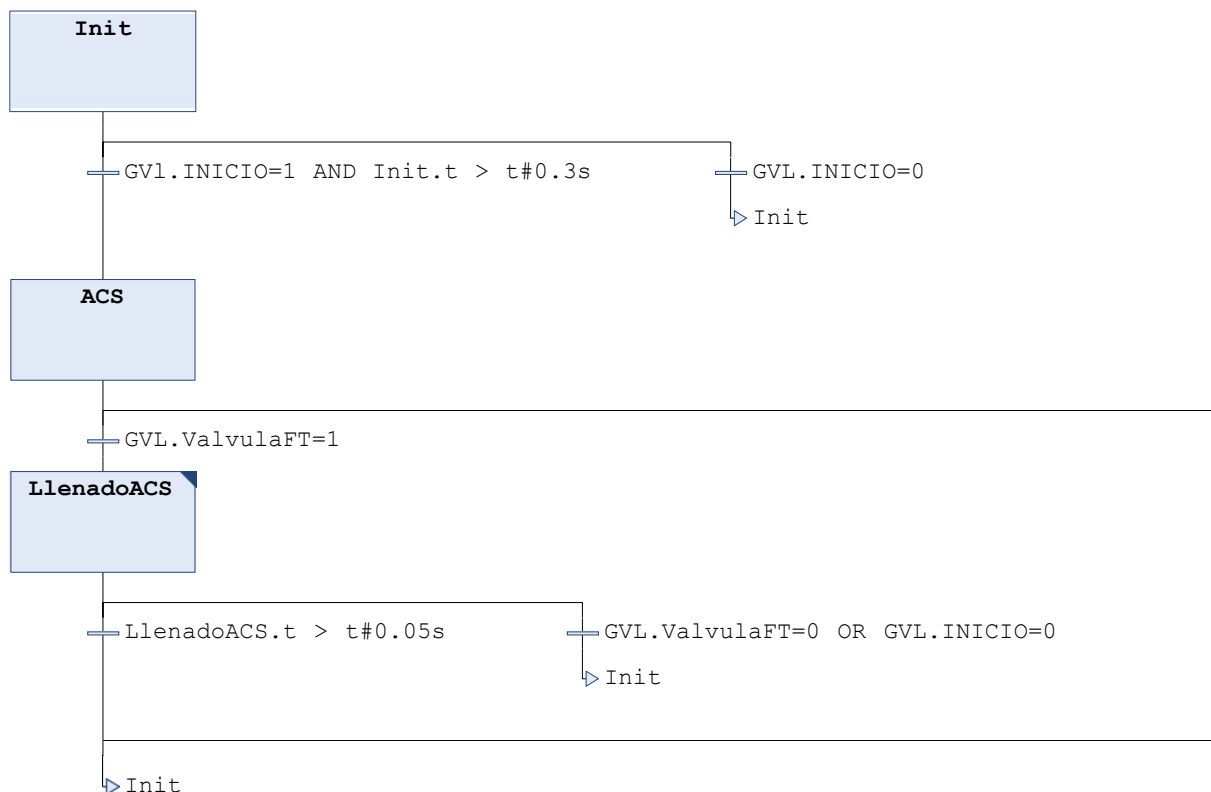 Init
GVl.INICIO=1 AND Init.t > t#0.3s
GVL.INICIO=0
Init
ACS
GVL.ValvulaFT=1
LlenadoACS
LlenadoACS.t > t#0.05s
GVL.ValvulaFT=0 OR GVL.INICIO=0
Init
Init